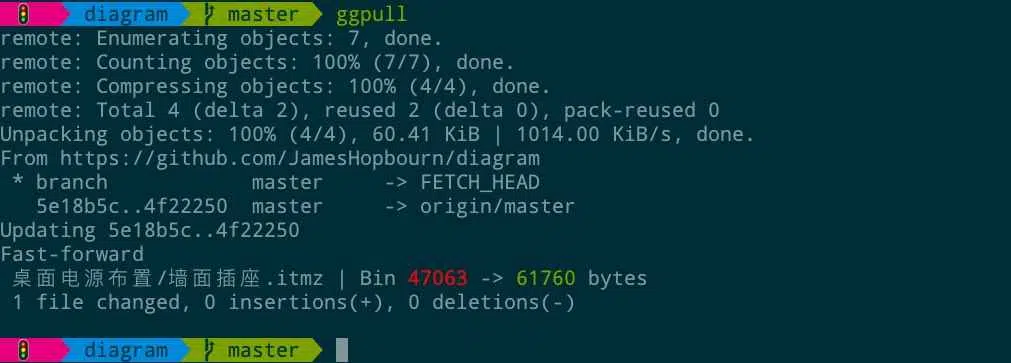 diagram master ggpull
remote: Enumerating objects: 7, done.
remote: Counting objects: 100% (7/7), done.
remote: Compressing objects: 100% (4/4), done.
remote: Total 4 (delta 2), reused 2 (delta 0), pack-reused 0
Unpacking objects: 100% (4/4), 60.41 KiB | 1014.00 KiB/s, done.
From https://github.com/JamesHopbourn/diagram
 * branch            master     -> FETCH_HEAD
   5e18b5c..4f22250  master     -> origin/master
Updating 5e18b5c..4f22250
Fast-forward
 桌面电源布置/墙面插座.itmz | Bin 47063 -> 61760 bytes
 1 file changed, 0 insertions(+), 0 deletions(-)
diagram master